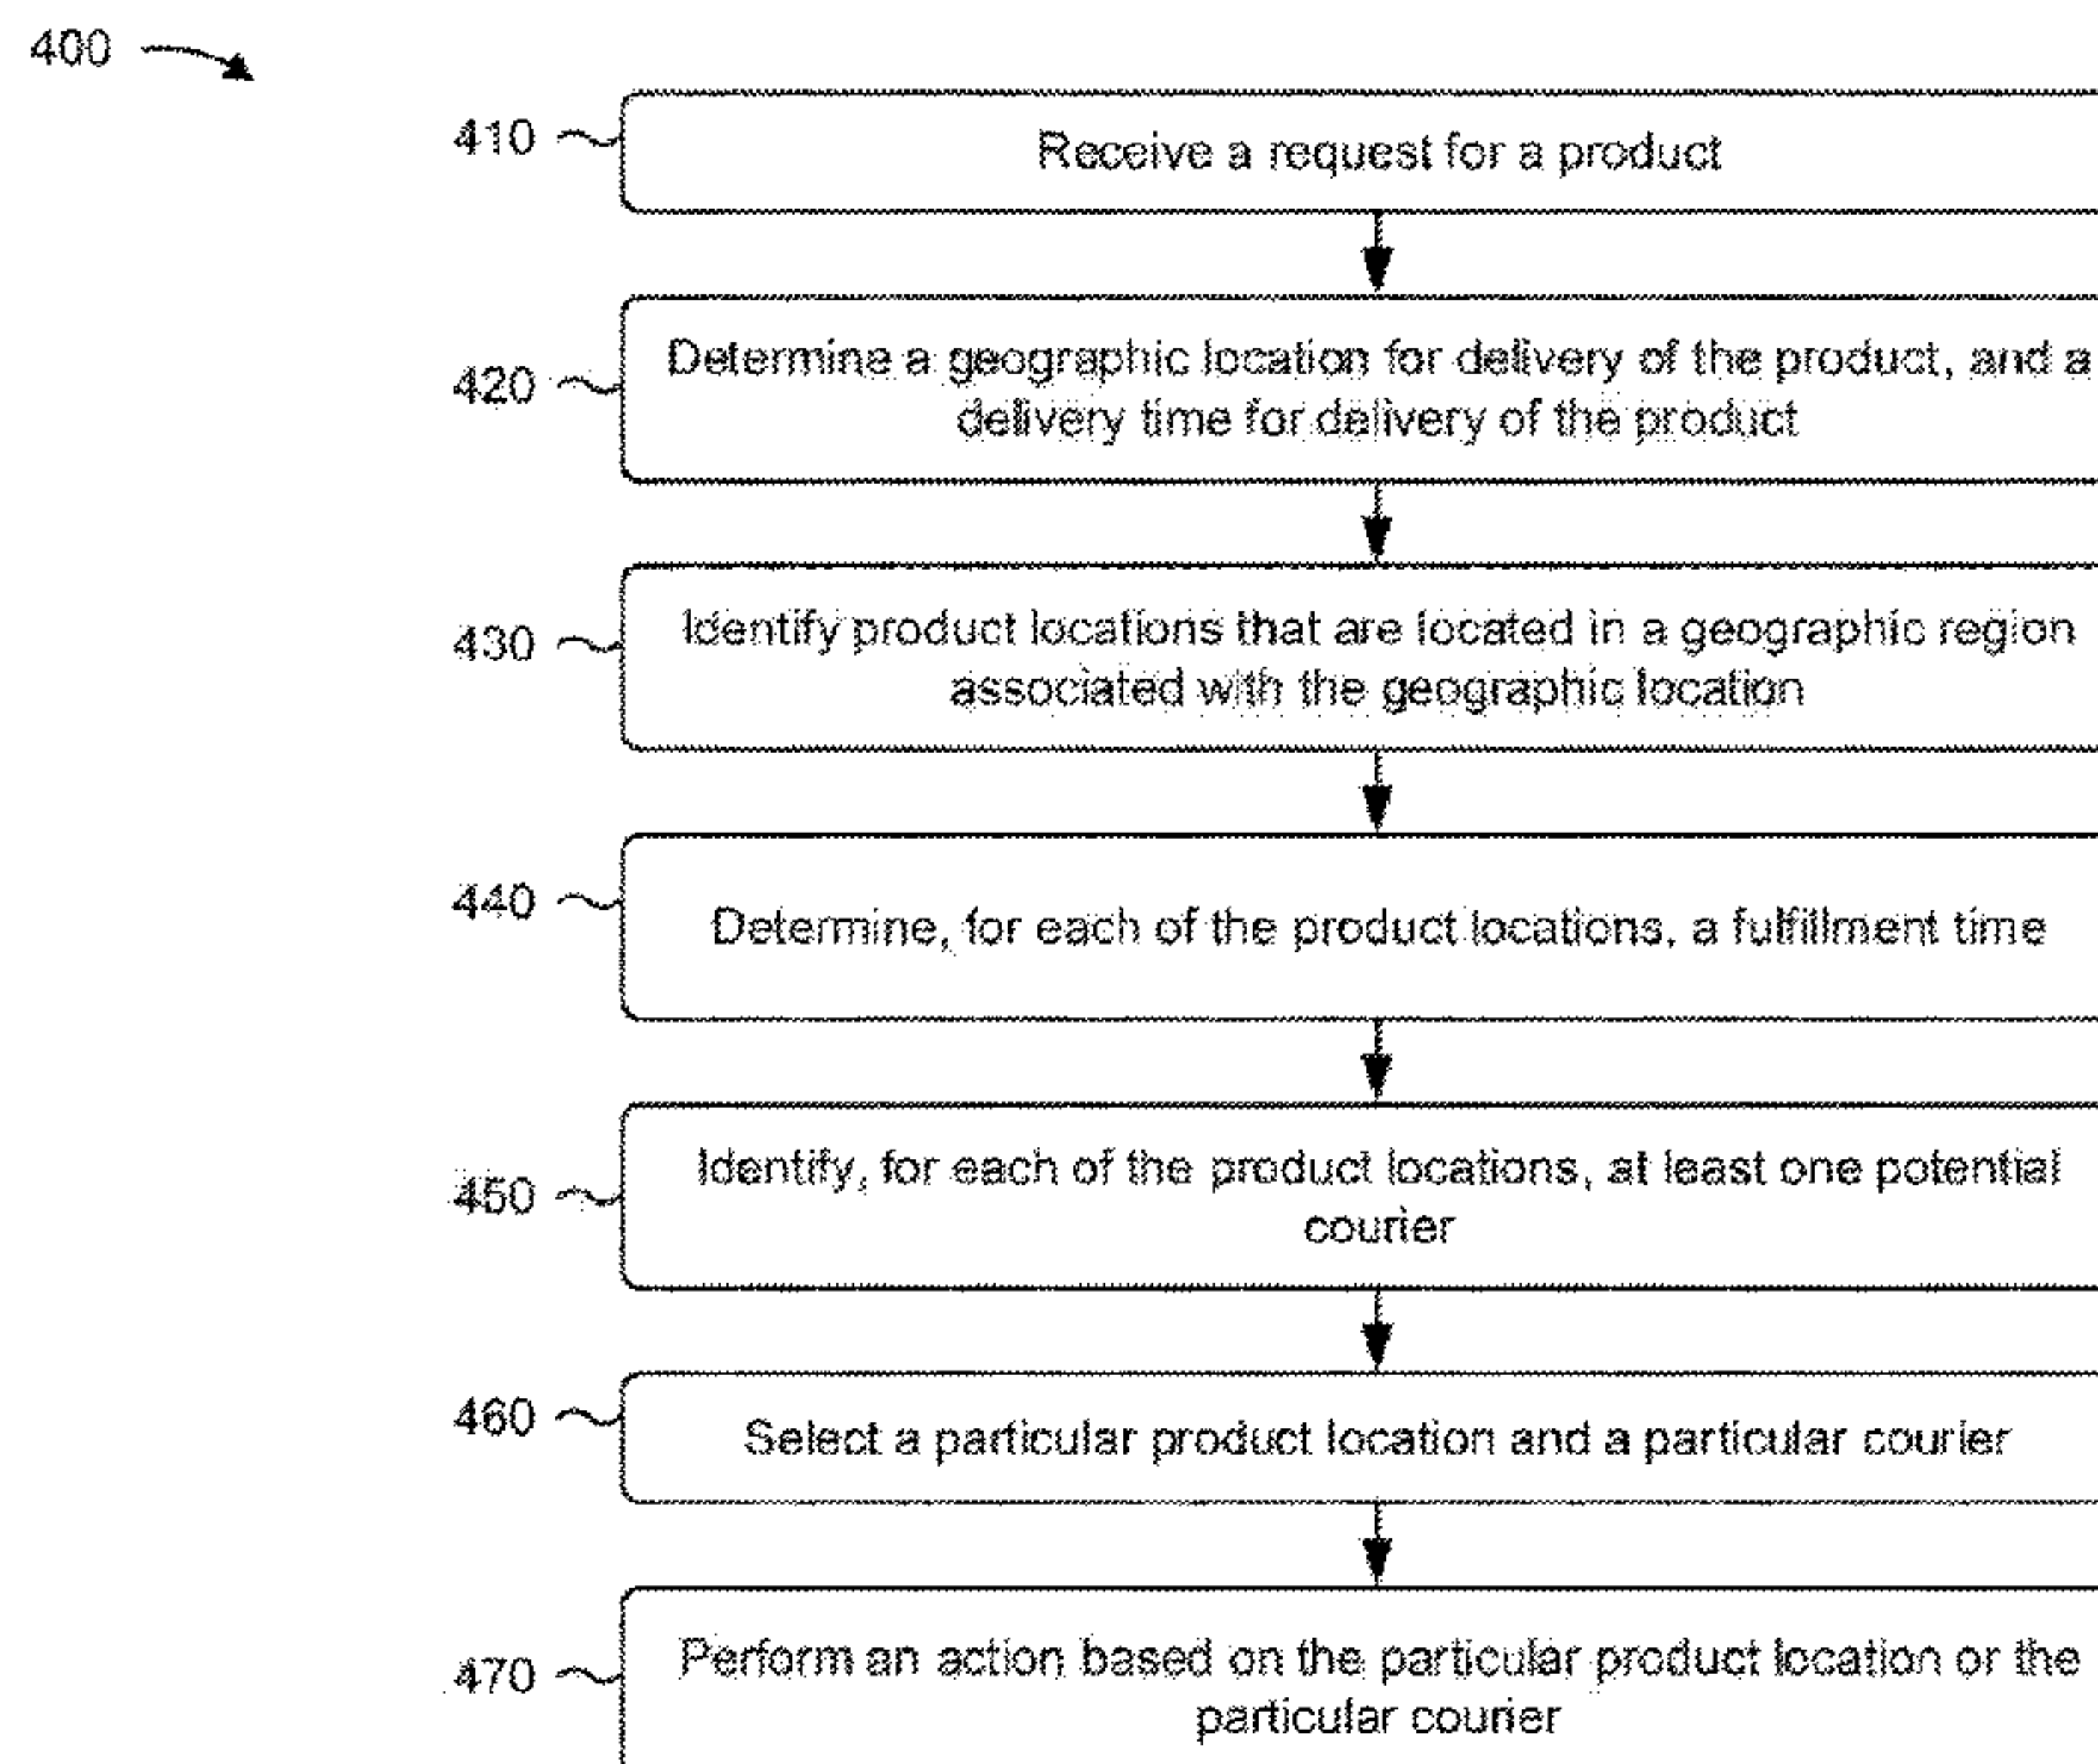 400
410
Receive a request for a product
420
Determine a geographic location for delivery of the product, and a
delivery time for delivery of the product
430
Identify product locations that are located in a geographic region
associated with the geographic location
440
Determine, for each of the product locations, a fulfillment time
450
Identify, for each of the product locations, at least one potential
courier
460
Select a particular product location and a particular courier
470
Perform an action based on the particular product location or the
particular courier